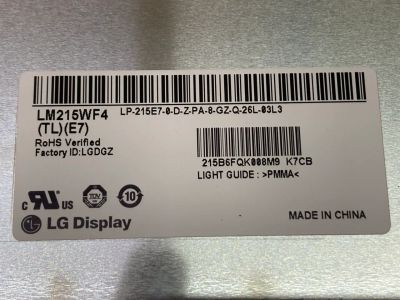 LM215WF4
LP-215E7-0-D-Z-PA-8-GZ-Q-26L-03L3
(TL)(E7)
RoHS Verified
Factory ID:LGDGZ
215B6FQK008M9 K7CB
LIGHT GUIDE : >PMMA<
c RU US
10
LG Display
MADE IN CHINA